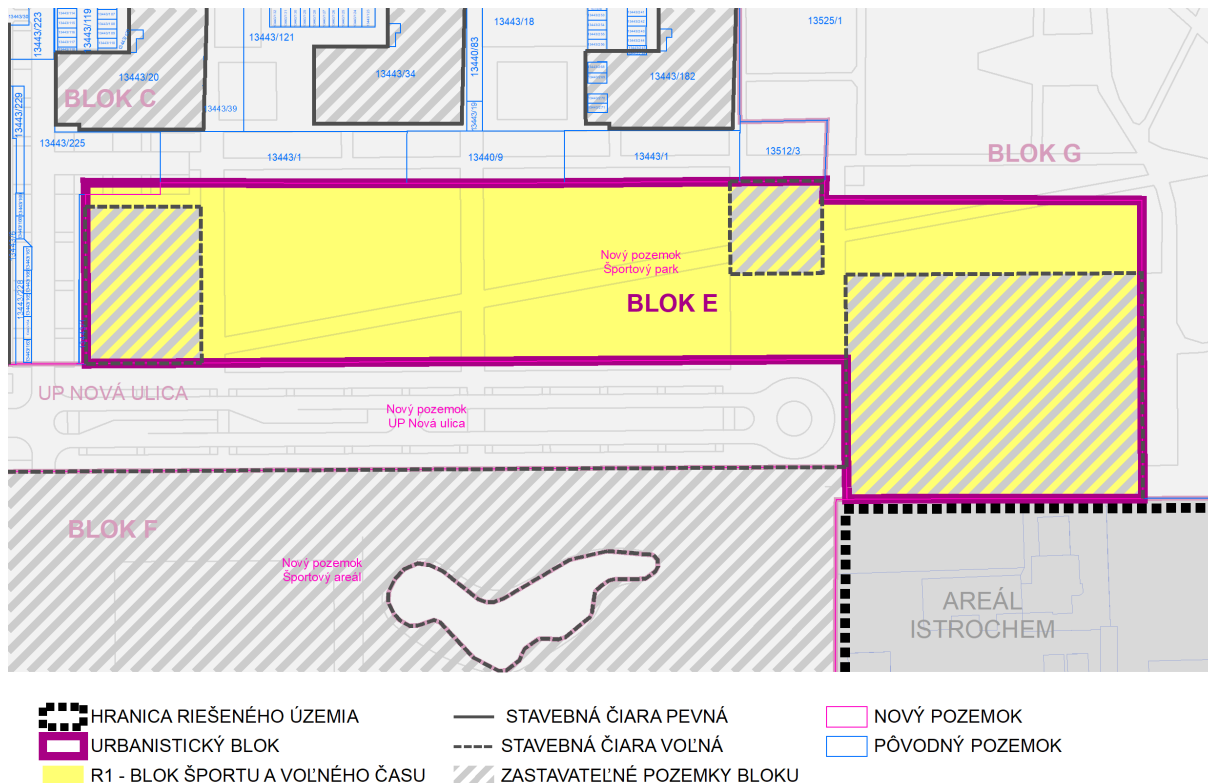 13443/223
13443/119
13443/121
13443/18
13440/83
13525/1
13443/20
13443/34
13443/182
BLOK C
13443/229
13443/39
13443/19
13443/225
13443/1
13440/9
13443/1
13512/3
BLOK G
Nový pozemok
Športový park
BLOK E
13443/228
UP NOVÁ ULICA
Nový pozemok
UP Nová ulica
BLOK F
Nový pozemok
Športový areál
AREÁL
ISTROCHEM
HRANICA RIEŠENÉHO ÚZEMIA
STAVEBNÁ ČIARA PEVNÁ
NOVÝ POZEMOK
URBANISTICKÝ BLOK
STAVEBNÁ ČIARA VOĽNÁ
PÔVODNÝ POZEMOK
R1 - BLOK ŠPORTU A VOĽNÉHO ČASU
ZASTAVATEĽNÉ POZEMKY BLOKU